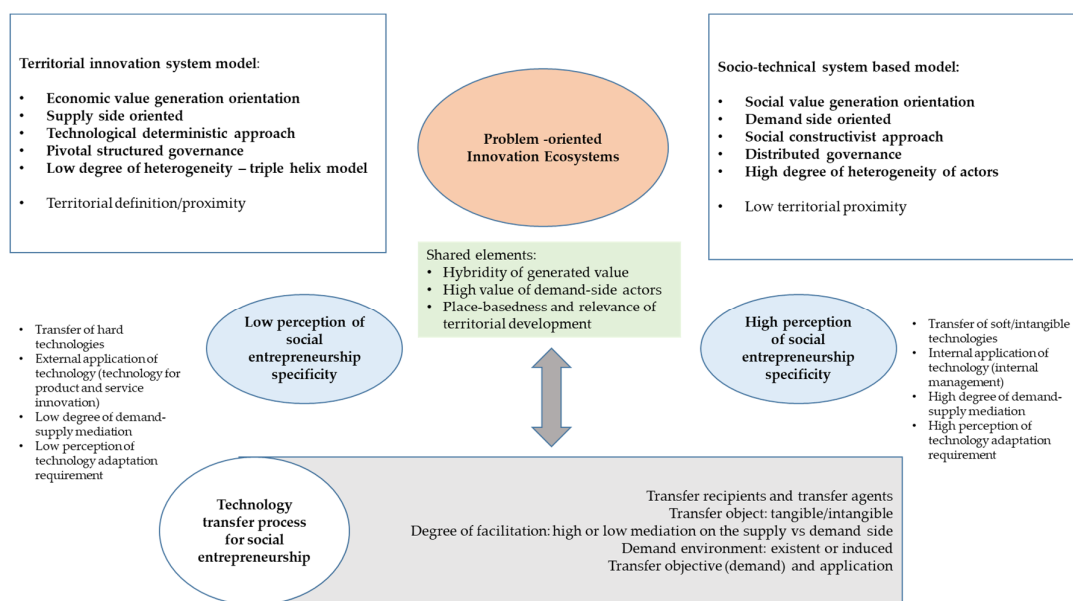 Territorial innovation system model:
• Economic value generation orientation
• Supply side oriented
• Technological deterministic approach
• Pivotal structured governance
• Low degree of heterogeneity – triple helix model
• Territorial definition/proximity
Problem -oriented
Innovation Ecosystems
Socio-technical system based model:
• Social value generation orientation
• Demand side oriented
• Social constructivist approach
• Distributed governance
• High degree of heterogeneity of actors
• Low territorial proximity
Shared elements:
• Hybridity of generated value
• High value of demand-side actors
• Place-basedness and relevance of
territorial development
• Transfer of hard
technologies
• External application of
technology (technology for
product and service
innovation)
• Low degree of demand-
supply mediation
• Low perception of
technology adaptation
requirement
Low perception of
social
entrepreneurship
specificity
High perception
of social
entrepreneurship
specificity
• Transfer of soft/intangible
technologies
• Internal application of
technology (internal
management)
• High degree of demand-
supply mediation
• High perception of
technology adaptation
requirement
Technology
transfer process
for social
entrepreneurship
Transfer recipients and transfer agents
Transfer object: tangible/intangible
Degree of facilitation: high or low mediation on the supply vs demand side
Demand environment: existent or induced
Transfer objective (demand) and application